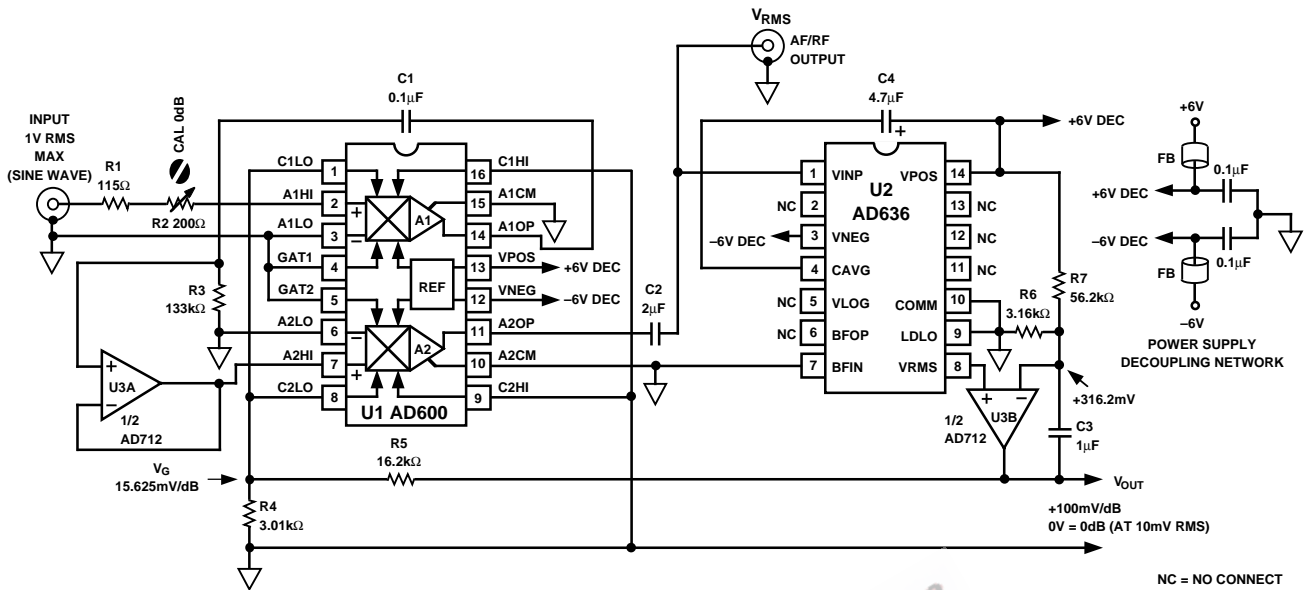 INPUT
1V RMS
MAX
(SINE WAVE)
R1
115Ω
CAL 0dB
R2 200Ω
C1
0.1μF
C1LO
A1HI
A1LO
GAT1
GAT2
A2LO
A2HI
C2LO
1
2
3
4
5
6
7
8
+
–
–
+
A1
REF
A2
U1 AD600
16
15
14
13
12
11
10
9
C1HI
A1CM
A1OP
VPOS
VNEG
A2OP
A2CM
C2HI
+6V DEC
–6V DEC
R3
133kΩ
+
–
U3A
1/2
AD712
VG
15.625mV/dB
R4
3.01kΩ
R5
16.2kΩ
C2
2μF
VRMS
AF/RF
OUTPUT
C4
4.7μF
+
+6V DEC
1
2
3
4
5
6
7
NC
–6V DEC
NC
NC
VINP
VNEG
CAVG
VLOG
BFOP
BFIN
U2
AD636
VPOS
COMM
LDLO
VRMS
14
13
12
11
10
9
8
NC
NC
NC
R6
3.16kΩ
R7
56.2kΩ
+316.2mV
+
–
U3B
1/2
AD712
C3
1μF
VOUT
+100mV/dB
0V = 0dB (AT 10mV RMS)
+6V
FB
0.1μF
+6V DEC
–6V DEC
0.1μF
FB
–6V
POWER SUPPLY
DECOUPLING NETWORK
NC = NO CONNECT